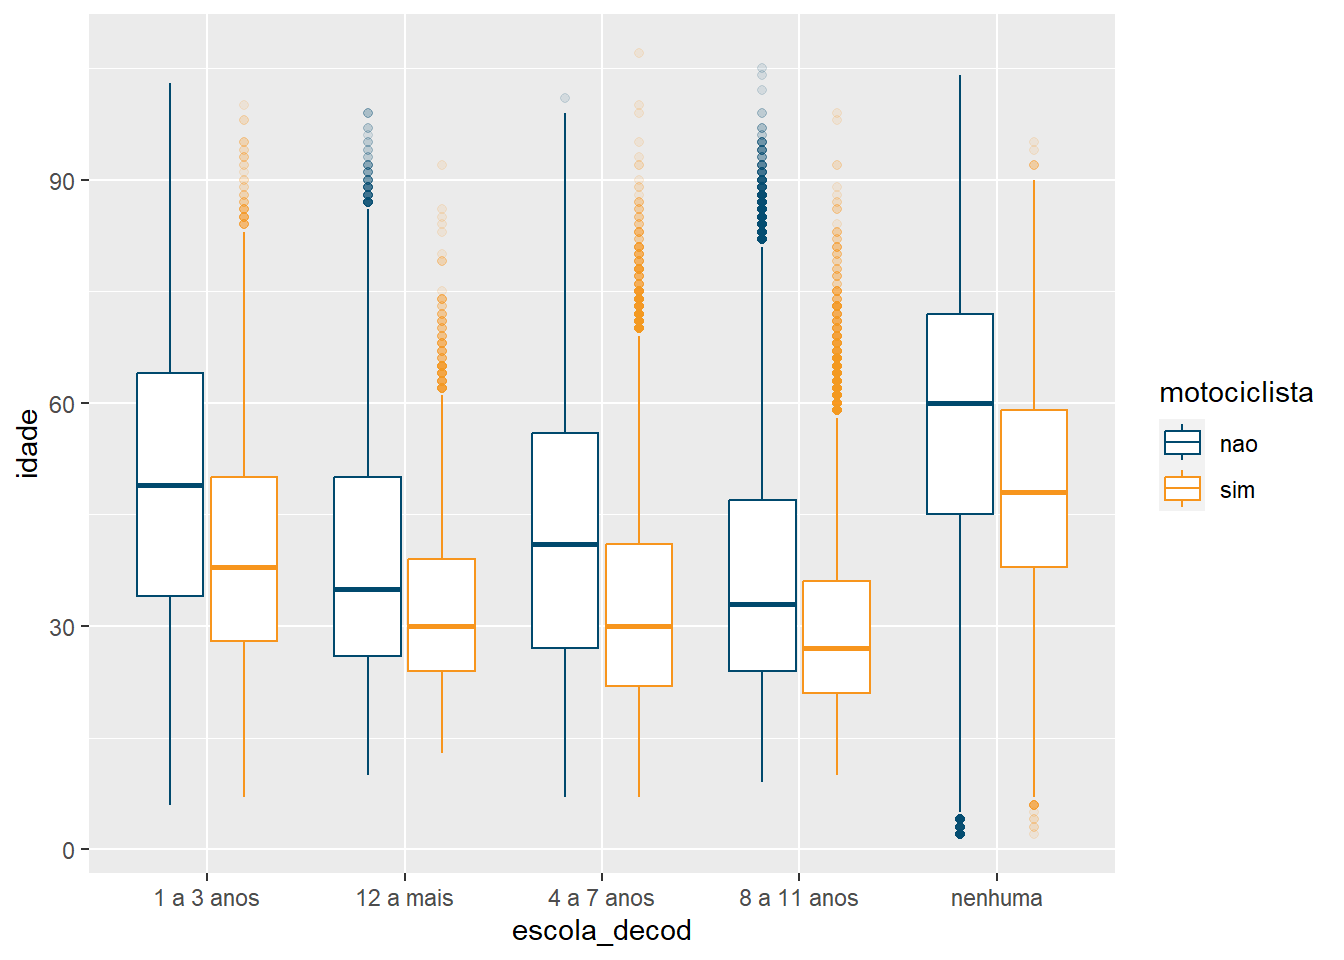 idade
90
60
30
0
1 a 3 anos
12 a mais
4 a 7 anos
8 a 11 anos
nenhuma
escola_decod
motociclista
nao
sim